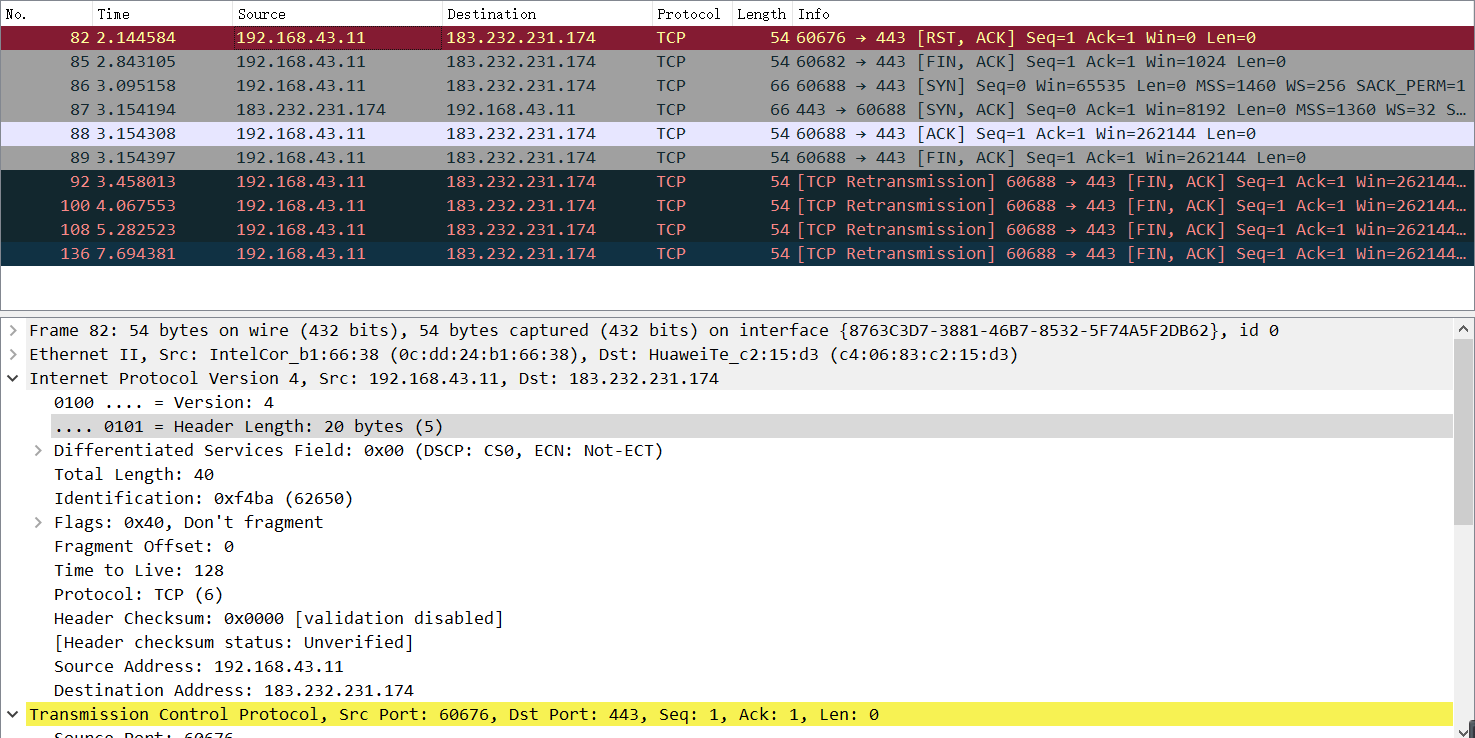 No. Time Source Destination Protocol Length Info
82 2.144584 192.168.43.11 183.232.231.174 TCP 54 60676 → 443 [RST, ACK] Seq=1 Ack=1 Win=0 Len=0
85 2.843105 192.168.43.11 183.232.231.174 TCP 54 60682 → 443 [FIN, ACK] Seq=1 Ack=1 Win=1024 Len=0
86 3.095158 192.168.43.11 183.232.231.174 TCP 66 60688 → 443 [SYN] Seq=0 Win=65535 Len=0 MSS=1460 WS=256 SACK_PERM=1
87 3.154194 183.232.231.174 192.168.43.11 TCP 66 443 → 60688 [SYN, ACK] Seq=0 Ack=1 Win=8192 Len=0 MSS=1360 WS=32 S…
88 3.154308 192.168.43.11 183.232.231.174 TCP 54 60688 → 443 [ACK] Seq=1 Ack=1 Win=262144 Len=0
89 3.154397 192.168.43.11 183.232.231.174 TCP 54 60688 → 443 [FIN, ACK] Seq=1 Ack=1 Win=262144 Len=0
92 3.458013 192.168.43.11 183.232.231.174 TCP 54 [TCP Retransmission] 60688 → 443 [FIN, ACK] Seq=1 Ack=1 Win=262144…
100 4.067553 192.168.43.11 183.232.231.174 TCP 54 [TCP Retransmission] 60688 → 443 [FIN, ACK] Seq=1 Ack=1 Win=262144…
108 5.282523 192.168.43.11 183.232.231.174 TCP 54 [TCP Retransmission] 60688 → 443 [FIN, ACK] Seq=1 Ack=1 Win=262144…
136 7.694381 192.168.43.11 183.232.231.174 TCP 54 [TCP Retransmission] 60688 → 443 [FIN, ACK] Seq=1 Ack=1 Win=262144…
Frame 82: 54 bytes on wire (432 bits), 54 bytes captured (432 bits) on interface {8763C3D7-3881-46B7-8532-5F74A5F2DB62}, id 0
Ethernet II, Src: IntelCor_b1:66:38 (0c:dd:24:b1:66:38), Dst: HuaweiTe_c2:15:d3 (c4:06:83:c2:15:d3)
Internet Protocol Version 4, Src: 192.168.43.11, Dst: 183.232.231.174
0100 .... = Version: 4
.... 0101 = Header Length: 20 bytes (5)
Differentiated Services Field: 0x00 (DSCP: CS0, ECN: Not-ECT)
Total Length: 40
Identification: 0xf4ba (62650)
Flags: 0x40, Don't fragment
Fragment Offset: 0
Time to Live: 128
Protocol: TCP (6)
Header Checksum: 0x0000 [validation disabled]
[Header checksum status: Unverified]
Source Address: 192.168.43.11
Destination Address: 183.232.231.174
Transmission Control Protocol, Src Port: 60676, Dst Port: 443, Seq: 1, Ack: 1, Len: 0
Source Port: 60676